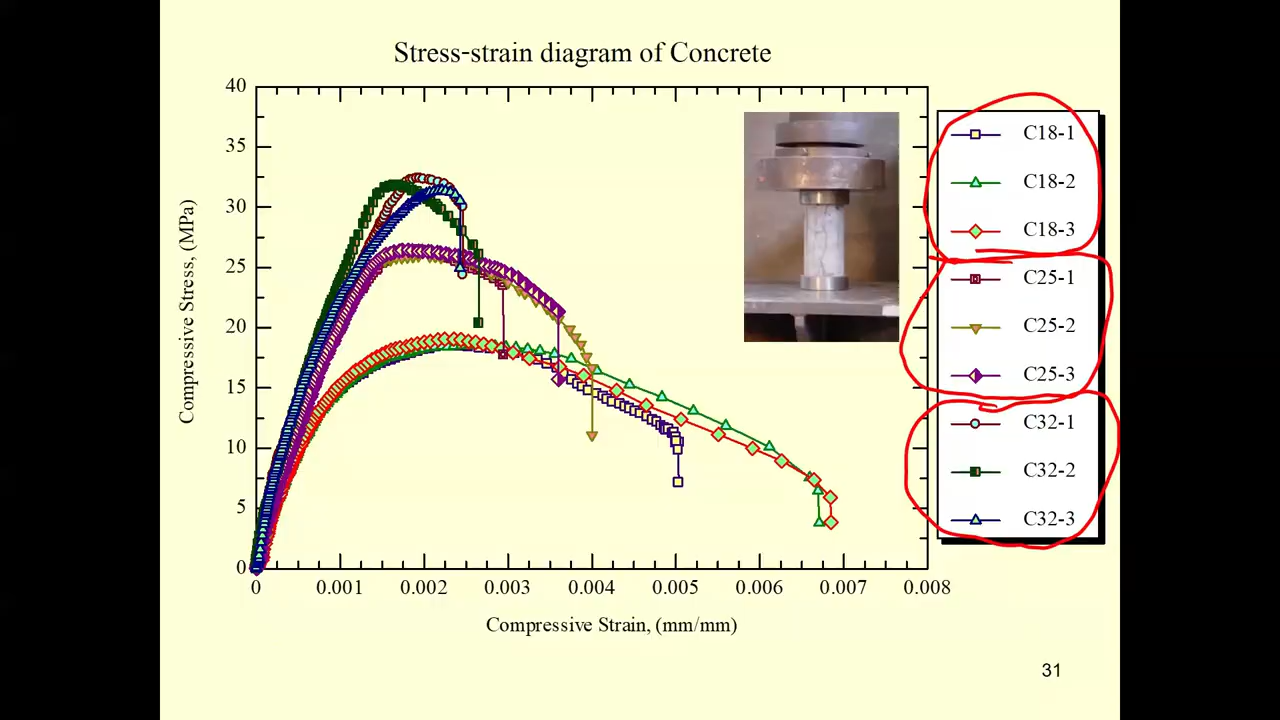 Stress-strain diagram of Concrete
40
35
30
25
20
15
10
5
0
Compressive Stress, (MPa)
0 0.001 0.002 0.003 0.004 0.005 0.006 0.007 0.008
Compressive Strain, (mm/mm)
C18-1
C18-2
C18-3
C25-1
C25-2
C25-3
C32-1
C32-2
C32-3
31